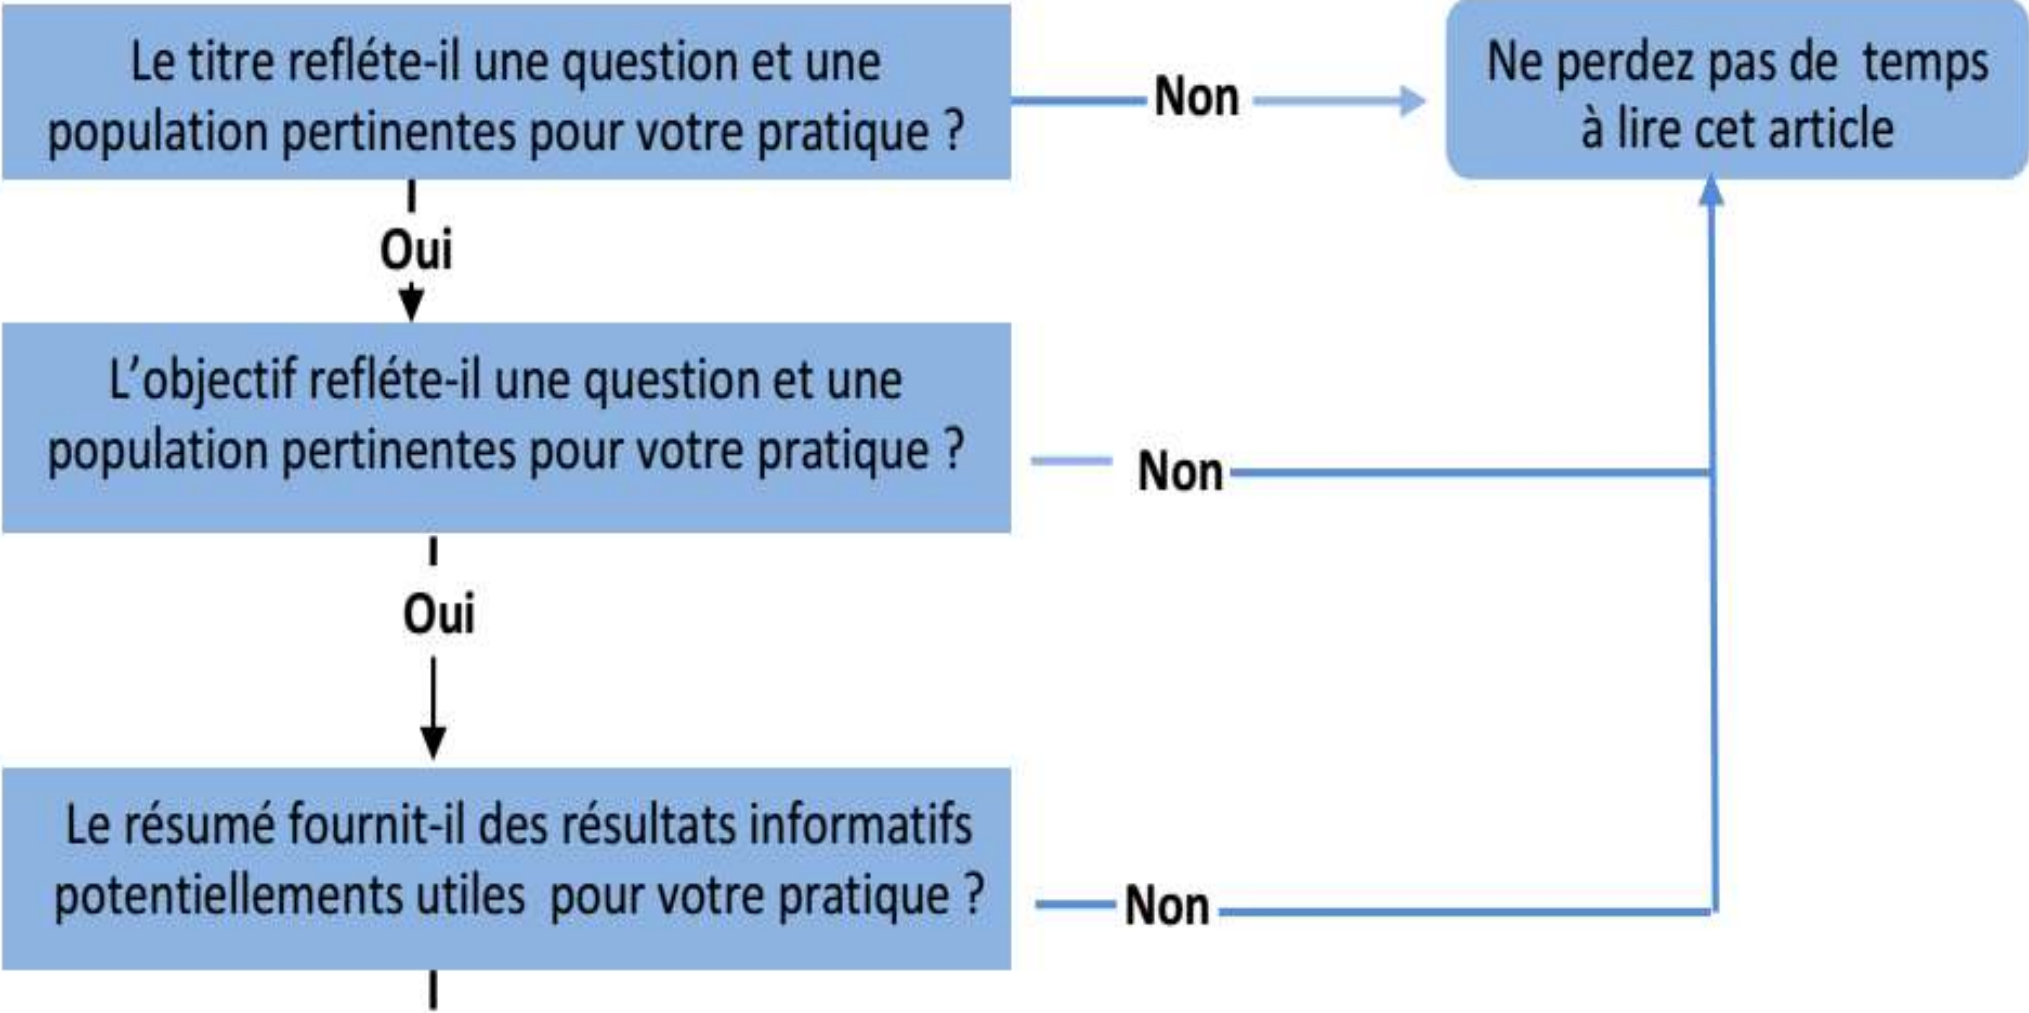 Le titre refléte-il une question et une
population pertinentes pour votre pratique ?
Non
Ne perdez pas de temps
à lire cet article
Oui
L'objectif refléte-il une question et une
population pertinentes pour votre pratique ?
Non
Oui
Le résumé fournit-il des résultats informatifs
potentiellements utiles pour votre pratique ?
Non